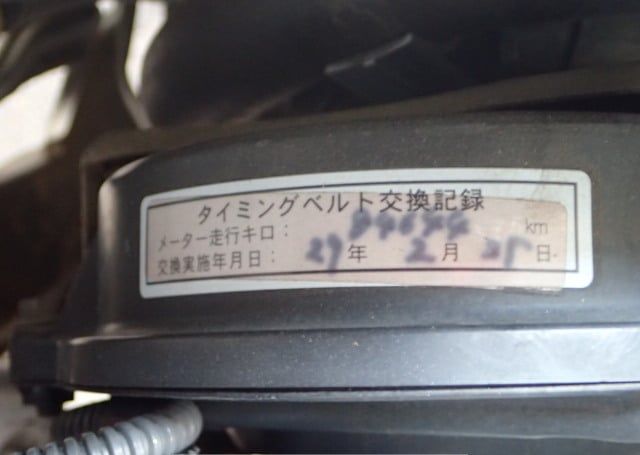 タイミングベルト交換記録
メーター走行キロ: km
交換実施年月日: 29年 2月 25日